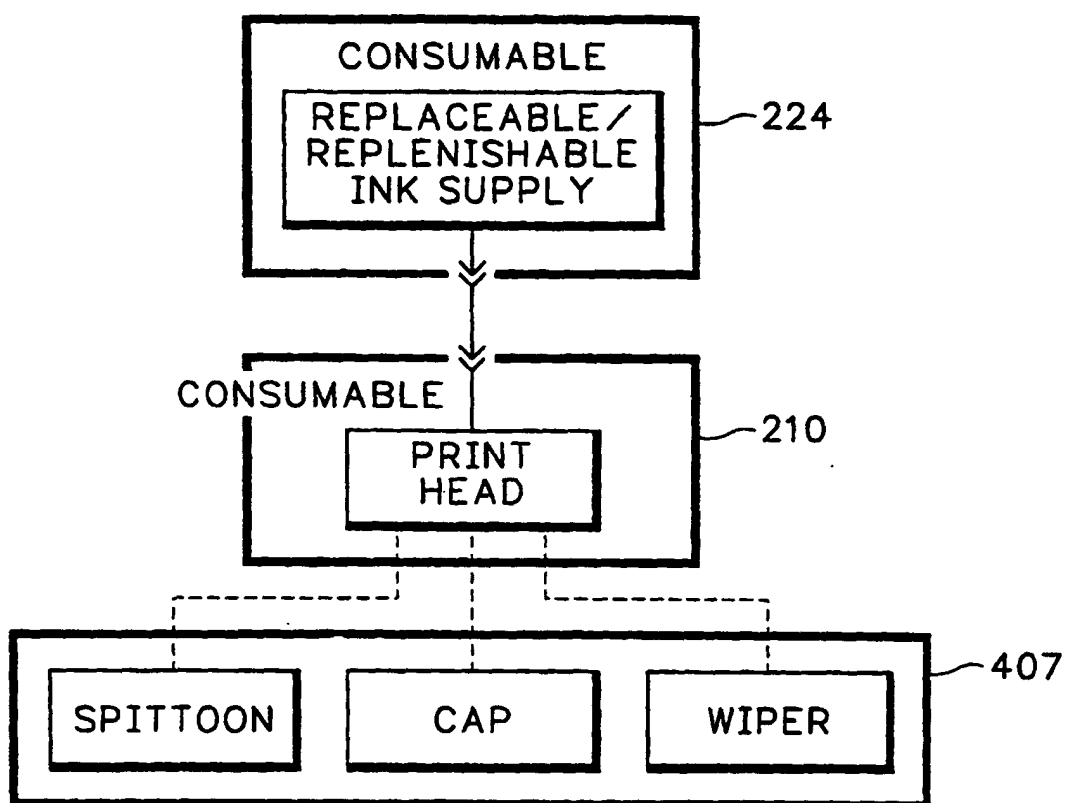 CONSUMABLE
REPLACEABLE/
REPLENISHABLE
INK SUPPLY
224
CONSUMABLE
210
PRINT
HEAD
407
SPITTOON
CAP
WIPER